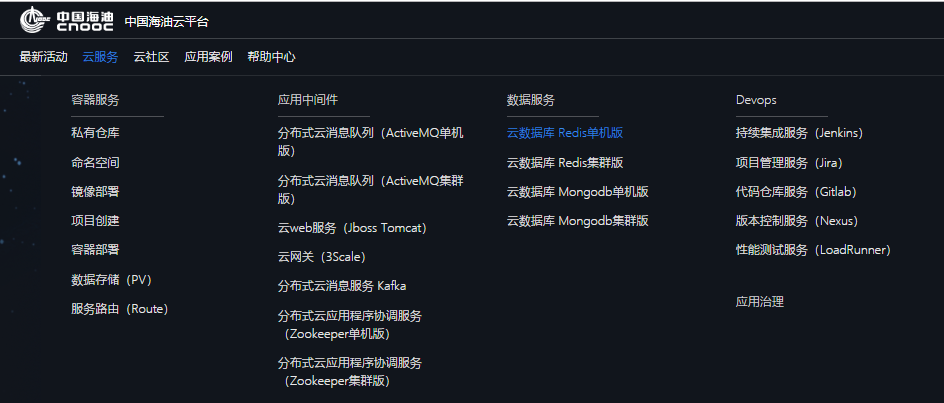 中国海油
CNOOC
中国海油云平台
最新活动 云服务 云社区 应用案例 帮助中心
容器服务
私有仓库
命名空间
镜像部署
项目创建
容器部署
数据存储（PV）
服务路由（Route）
应用中间件
分布式云消息队列（ActiveMQ单机
版）
分布式云消息队列（ActiveMQ集群
版）
云web服务（Jboss Tomcat）
云网关（3Scale）
分布式云消息服务 Kafka
分布式云应用程序协调服务
（Zookeeper单机版）
分布式云应用程序协调服务
（Zookeeper集群版）
数据服务
云数据库 Redis单机版
云数据库 Redis集群版
云数据库 Mongodb单机版
云数据库 Mongodb集群版
Devops
持续集成服务（Jenkins）
项目管理服务（Jira）
代码仓库服务（Gitlab）
版本控制服务（Nexus）
性能测试服务（LoadRunner）
应用治理